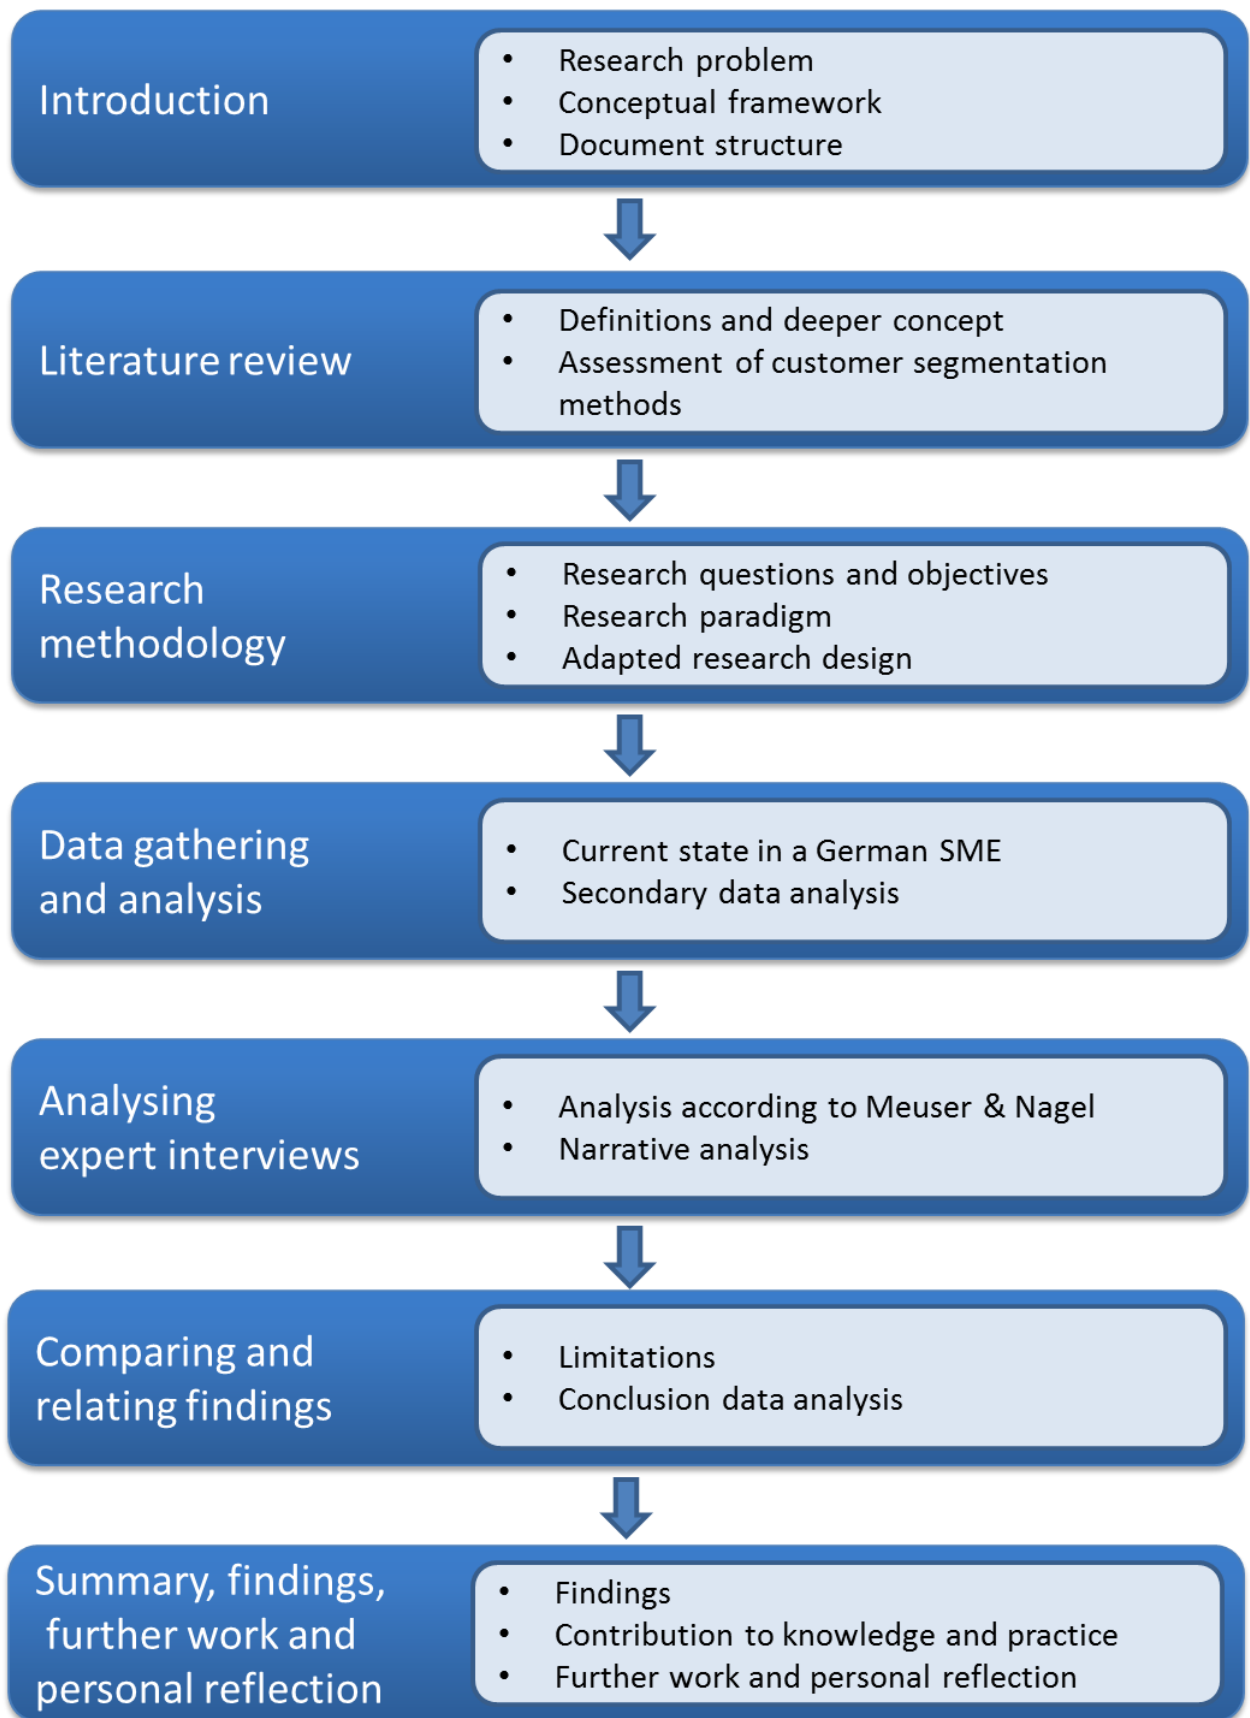 Introduction
• Research problem
• Conceptual framework
• Document structure
Literature review
• Definitions and deeper concept
• Assessment of customer segmentation
methods
Research
methodology
• Research questions and objectives
• Research paradigm
• Adapted research design
Data gathering
and analysis
• Current state in a German SME
• Secondary data analysis
Analysing
expert interviews
• Analysis according to Meuser & Nagel
• Narrative analysis
Comparing and
relating findings
• Limitations
• Conclusion data analysis
Summary, findings,
further work and
personal reflection
• Findings
• Contribution to knowledge and practice
• Further work and personal reflection